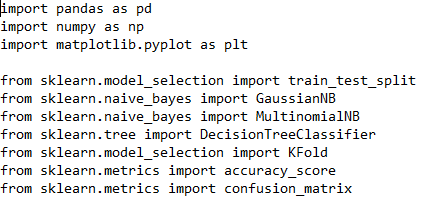 import pandas as pd
import numpy as np
import matplotlib.pyplot as plt
from sklearn.model_selection import train_test_split
from sklearn.naive_bayes import GaussianNB
from sklearn.naive_bayes import MultinomialNB
from sklearn.tree import DecisionTreeClassifier
from sklearn.model_selection import KFold
from sklearn.metrics import accuracy_score
from sklearn.metrics import confusion_matrix